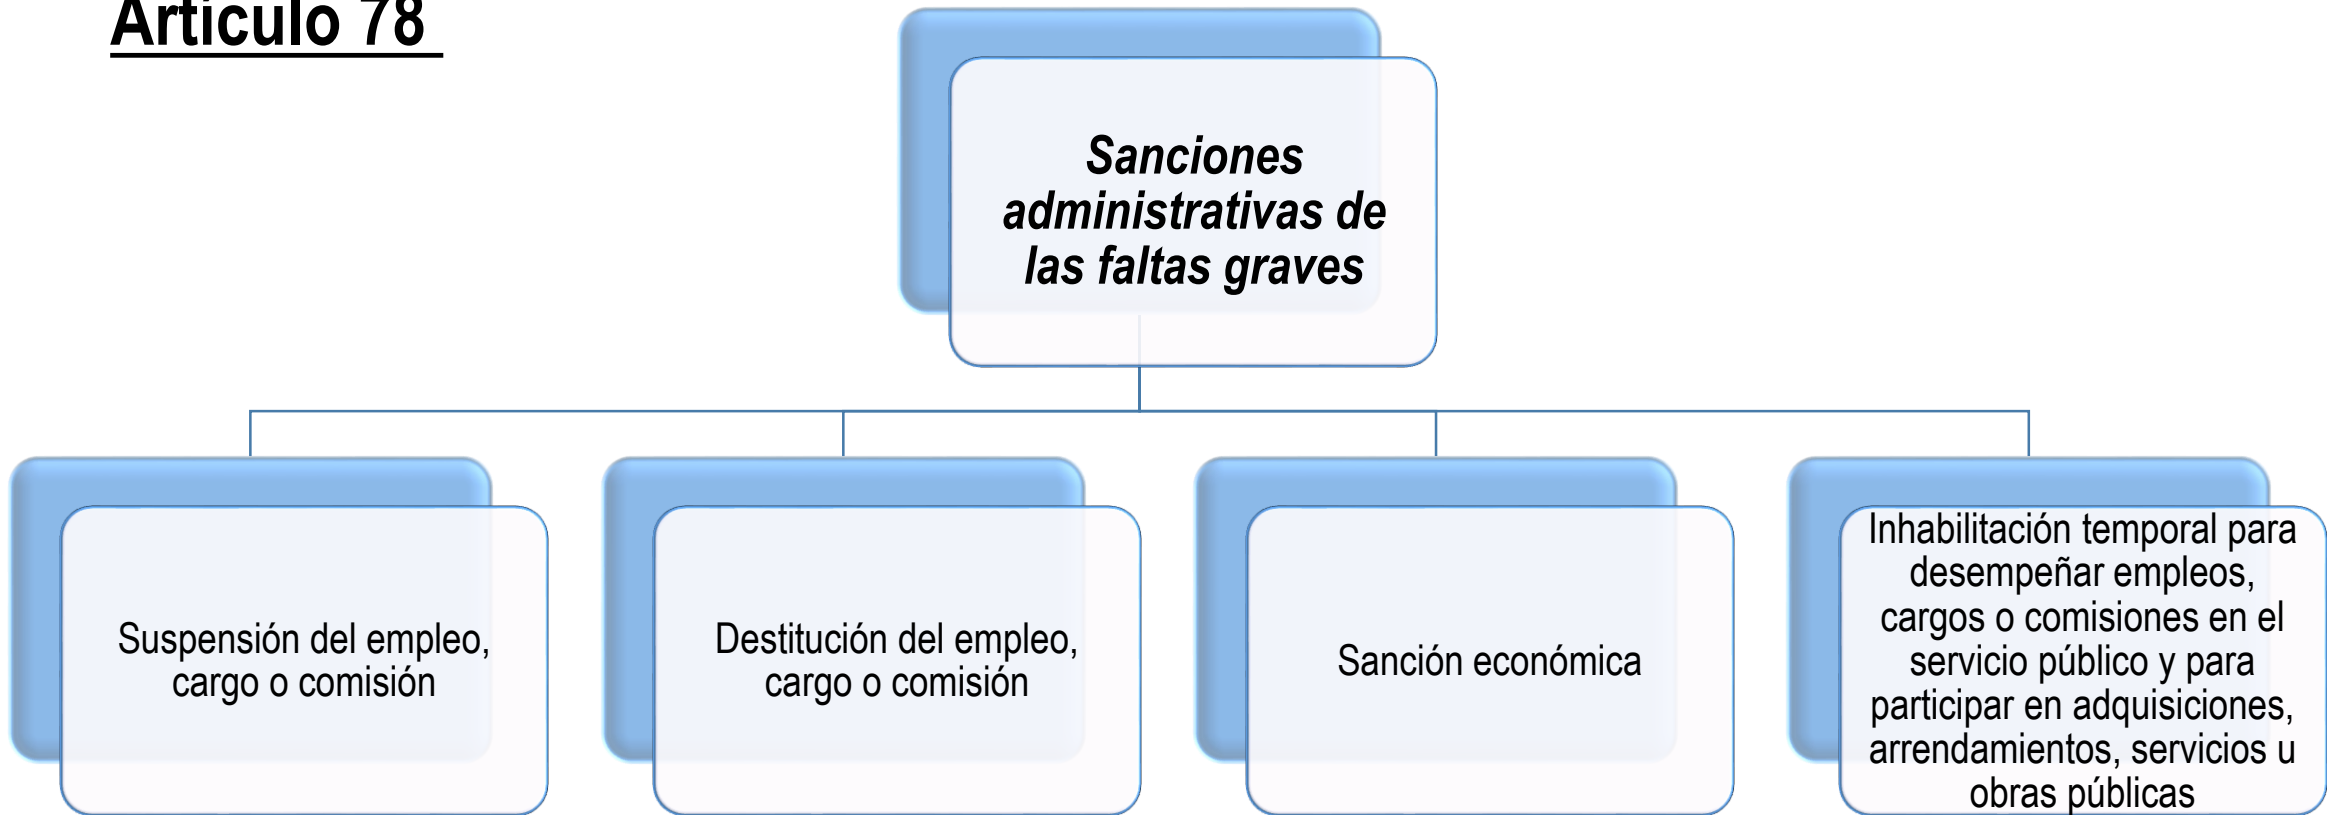 Artículo 78
Sanciones
administrativas de
las faltas graves
Suspensión del empleo,
cargo o comisión
Destitución del empleo,
cargo o comisión
Sanción económica
Inhabilitación temporal para
desempeñar empleos,
cargos o comisiones en el
servicio público y para
participar en adquisiciones,
arrendamientos, servicios u
obras públicas